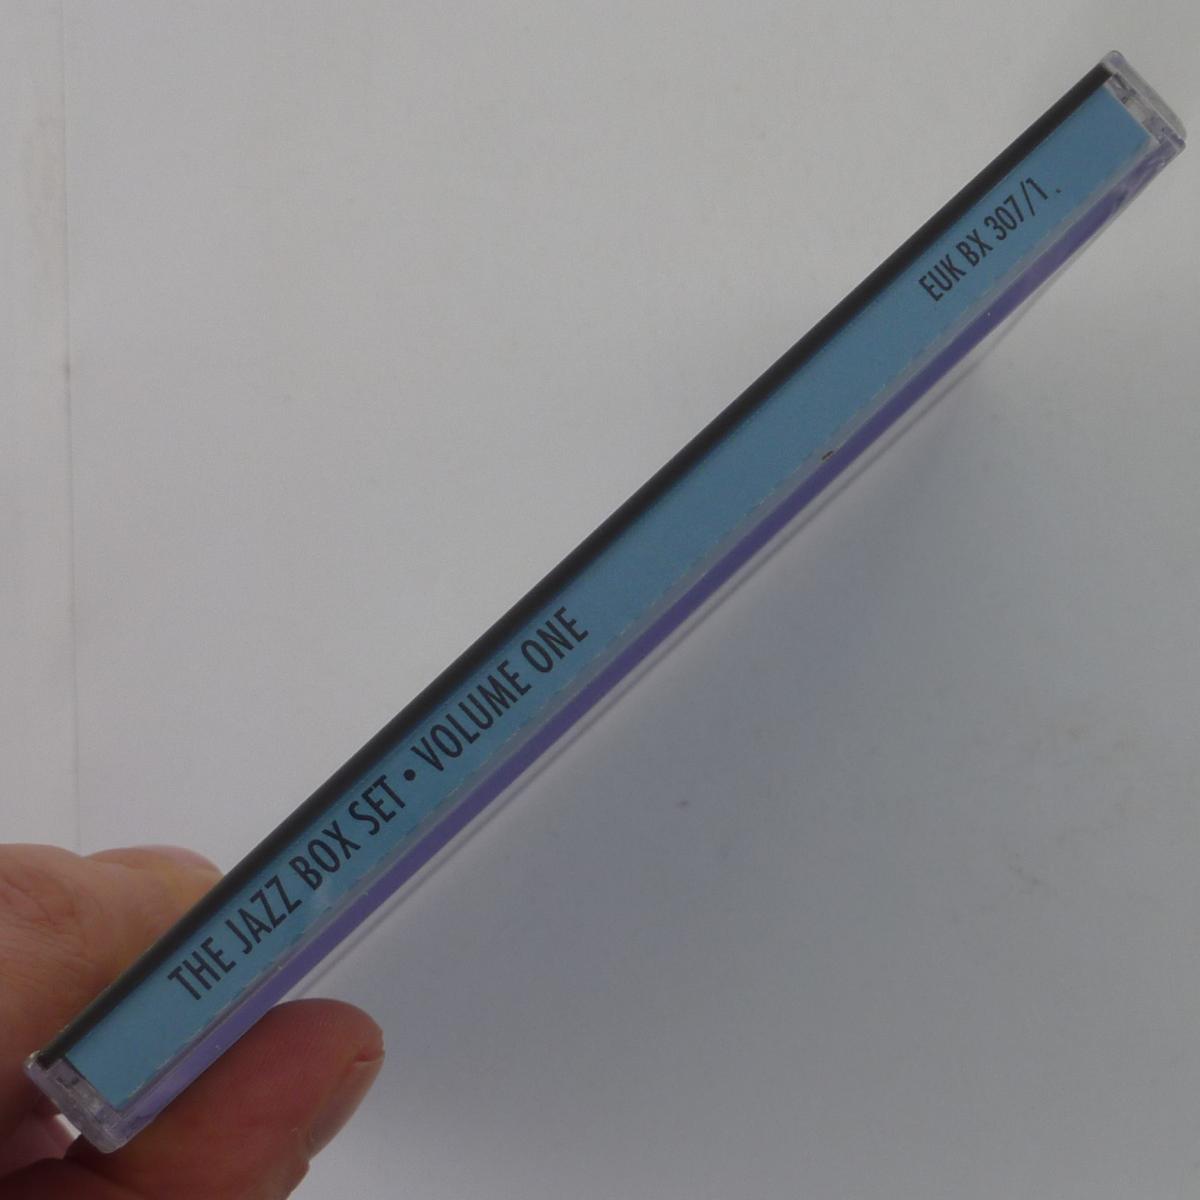 THE JAZZ BOX SET • VOLUME ONE
EUK BX 307/1.